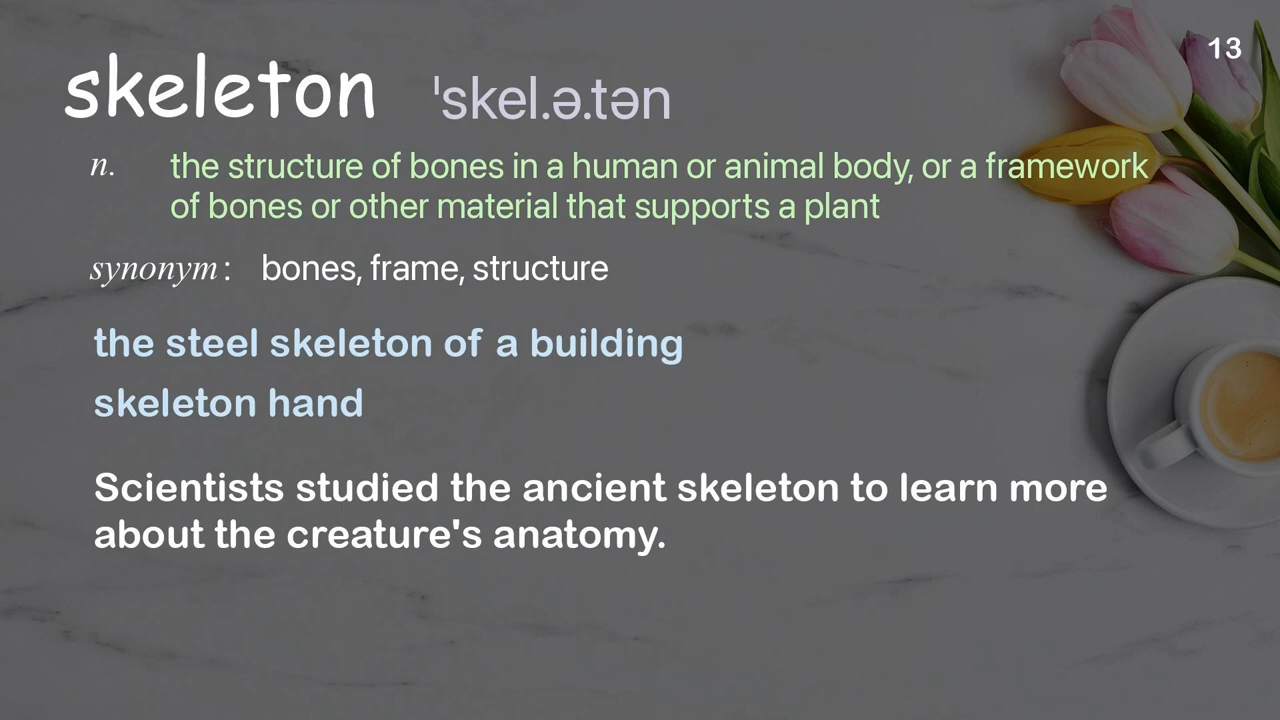 13
skeleton ˈskel.ə.tən
n. the structure of bones in a human or animal body, or a framework
of bones or other material that supports a plant
synonym: bones, frame, structure
the steel skeleton of a building
skeleton hand
Scientists studied the ancient skeleton to learn more
about the creature's anatomy.